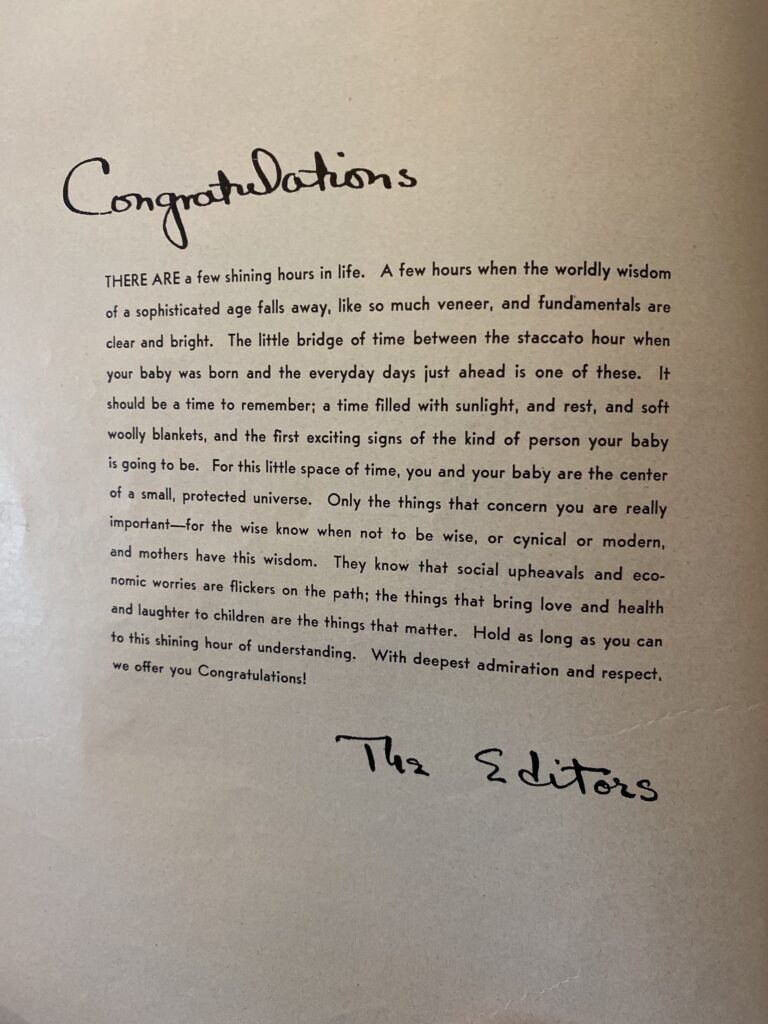 Congratulations
THERE ARE a few shining hours in life. A few hours when the worldly wisdom
of a sophisticated age falls away, like so much veneer, and fundamentals are
clear and bright. The little bridge of time between the staccato hour when
your baby was born and the everyday days just ahead is one of these. It
should be a time to remember; a time filled with sunlight, and rest, and soft
woolly blankets, and the first exciting signs of the kind of person your baby
is going to be. For this little space of time, you and your baby are the center
of a small, protected universe. Only the things that concern you are really
important—for the wise know when not to be wise, or cynical or modern,
and mothers have this wisdom. They know that social upheavals and eco-
nomic worries are flickers on the path; the things that bring love and health
and laughter to children are the things that matter. Hold as long as you can
to this shining hour of understanding. With deepest admiration and respect,
we offer you Congratulations!
The Editors